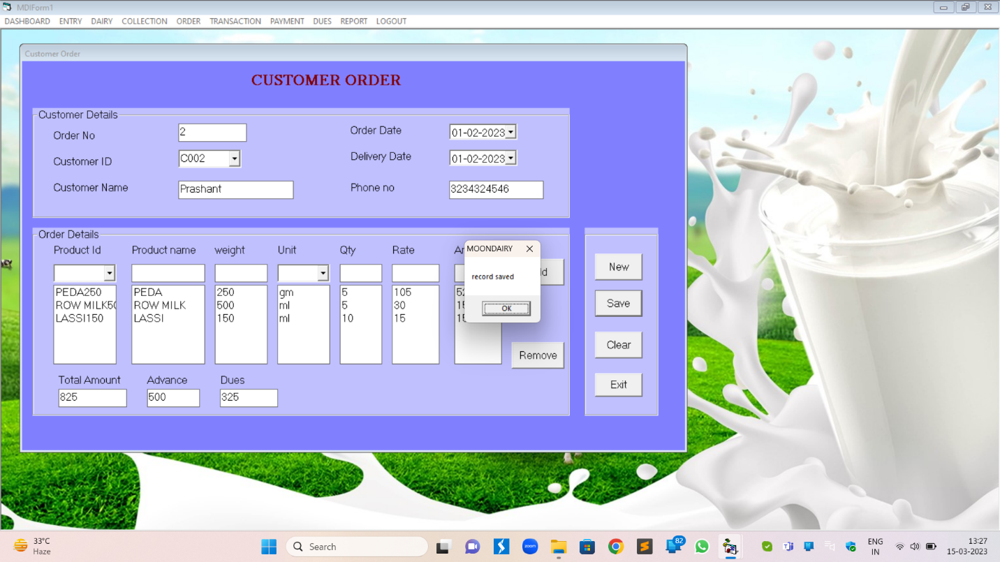 MDIForm1
DASHBOARD ENTRY DAIRY COLLECTION ORDER TRANSACTION PAYMENT DUES REPORT LOGOUT
Customer Order
CUSTOMER ORDER
Customer Details
Order No 2 Order Date 01-02-2023
Customer ID C002 Delivery Date 01-02-2023
Customer Name Prashant Phone no 3234324546
Order Details
Product Id Product name weight Unit Qty Rate
PEDA250 PEDA 250 gm 5 105
ROW MILK50 ROW MILK 500 ml 5 30
LASSI150 LASSI 150 ml 10 15
MOONDAIRY
record saved
OK
Remove
Total Amount Advance Dues
825 500 325
New
Save
Clear
Exit
33°C
Haze
Search
zoom
82
ENG
IN
13:27
15-03-2023